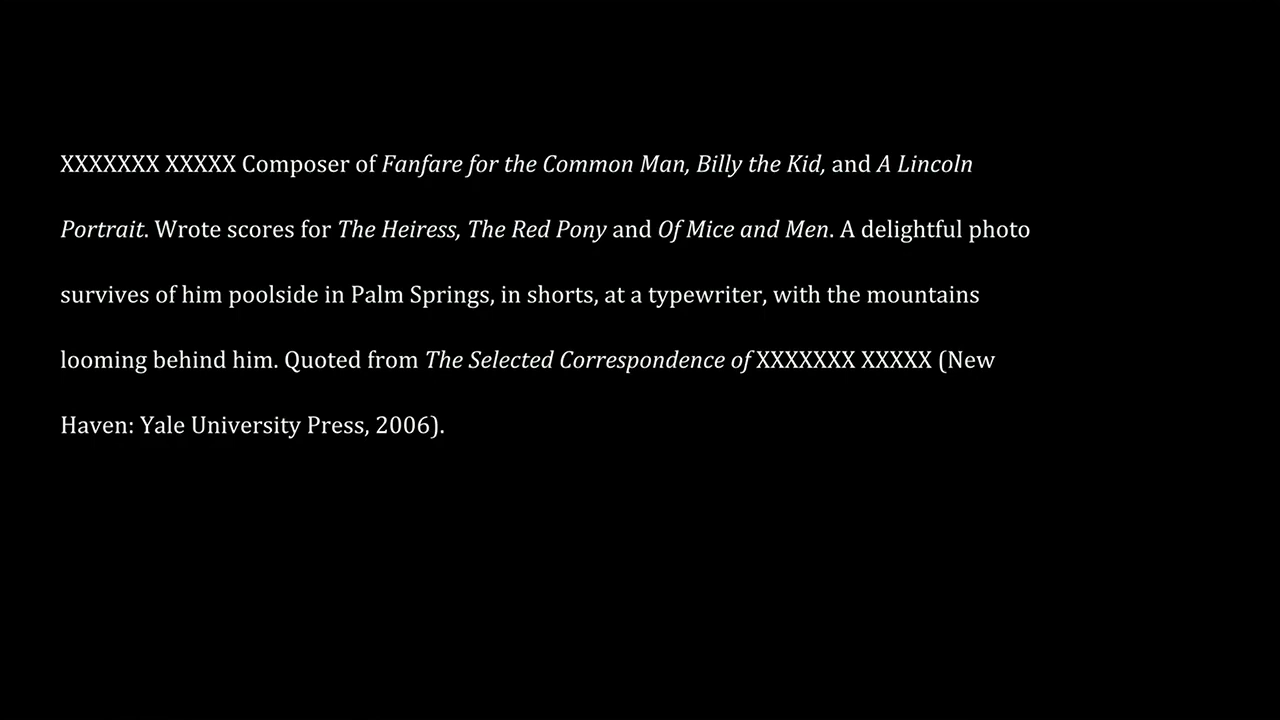 XXXXXXX XXXXX Composer of Fanfare for the Common Man, Billy the Kid, and A Lincoln
Portrait. Wrote scores for The Heiress, The Red Pony and Of Mice and Men. A delightful photo
survives of him poolside in Palm Springs, in shorts, at a typewriter, with the mountains
looming behind him. Quoted from The Selected Correspondence of XXXXXXX XXXXX (New
Haven: Yale University Press, 2006).